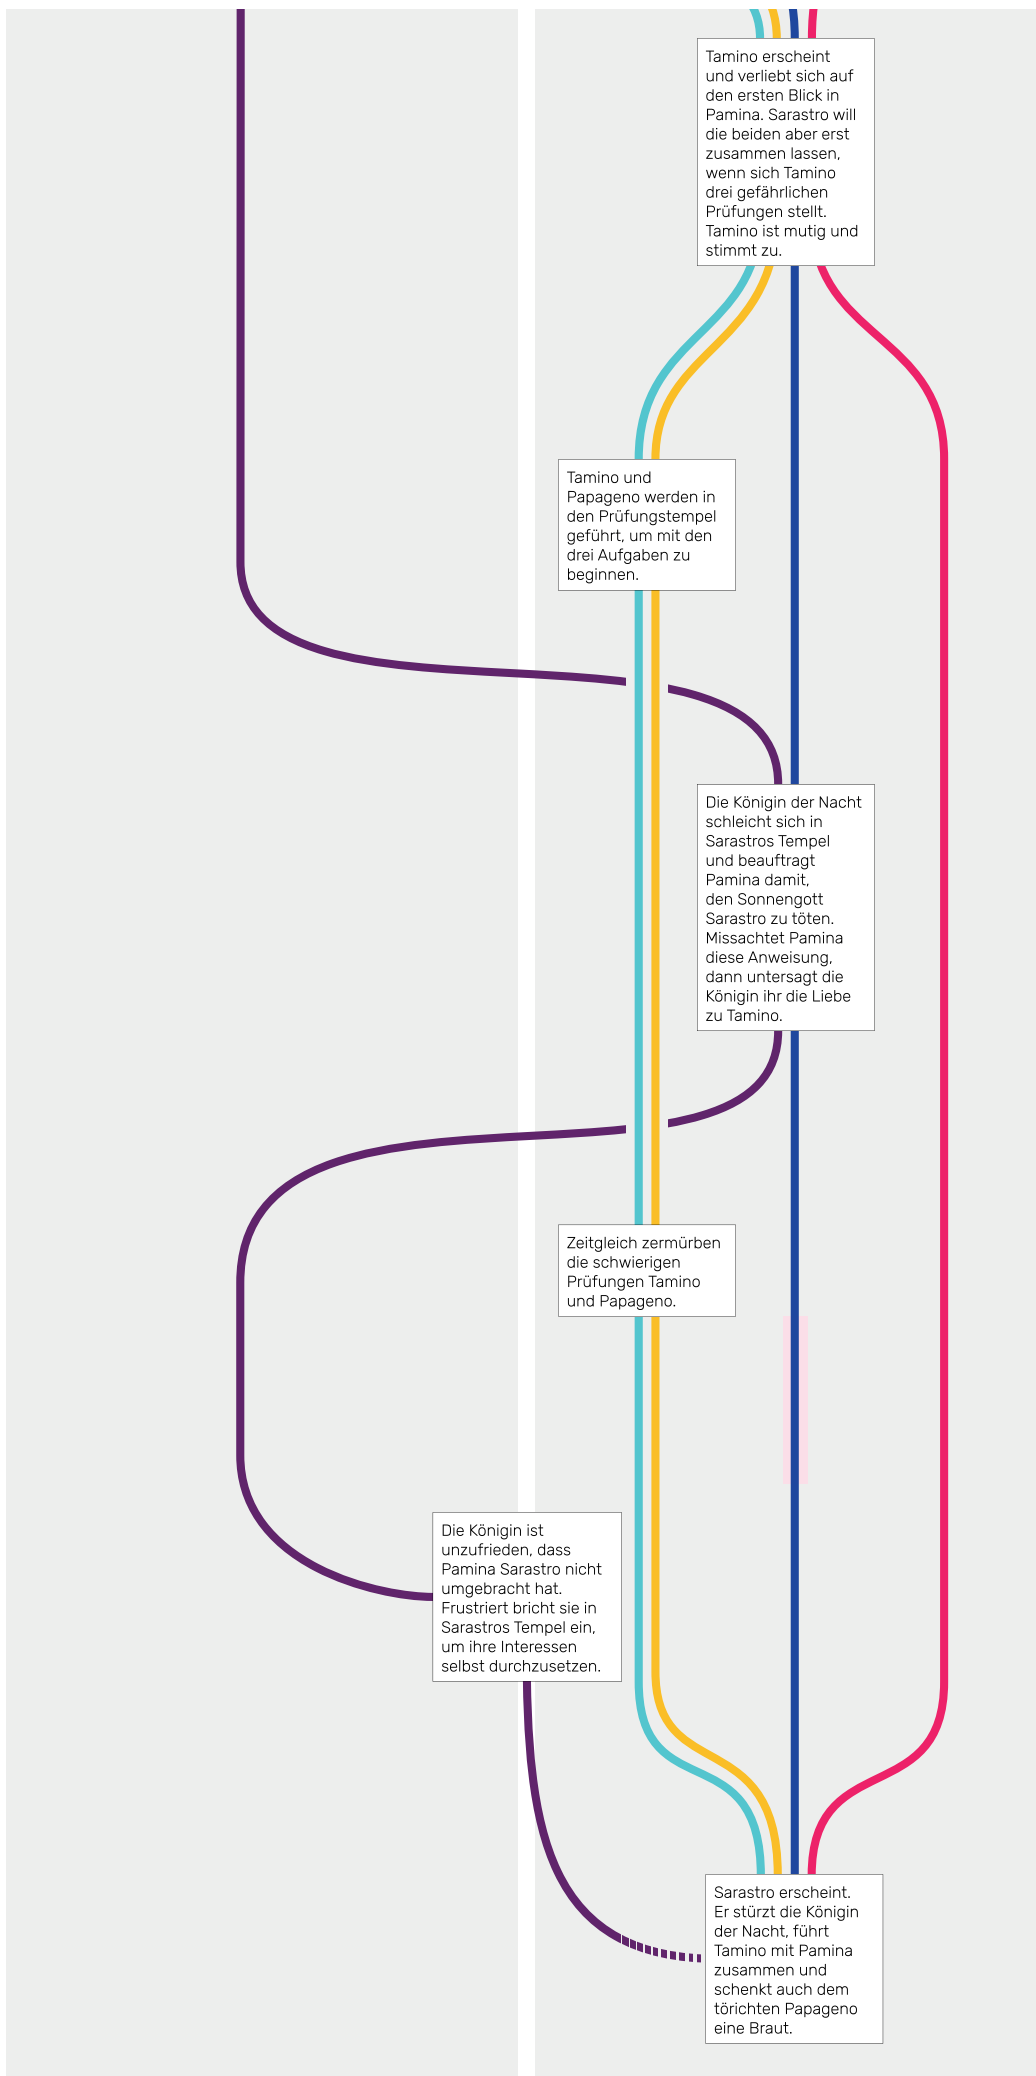 Tamino erscheint
und verliebt sich auf
den ersten Blick in
Pamina. Sarastro will
die beiden aber erst
zusammen lassen,
wenn sich Tamino
drei gefährlichen
Prüfungen stellt.
Tamino ist mutig und
stimmt zu.
Tamino und
Papageno werden in
den Prüfungstempel
geführt, um mit den
drei Aufgaben zu
beginnen.
Die Königin der Nacht
schleicht sich in
Sarastros Tempel
und beauftragt
Pamina damit,
den Sonnengott
Sarastro zu töten.
Missachtet Pamina
diese Anweisung,
dann untersagt die
Königin ihr die Liebe
zu Tamino.
Zeitgleich zermürben
die schwierigen
Prüfungen Tamino
und Papageno.
Die Königin ist
unzufrieden, dass
Pamina Sarastro nicht
umgebracht hat.
Frustriert bricht sie in
Sarastros Tempel ein,
um ihre Interessen
selbst durchzusetzen.
Sarastro erscheint.
Er stürzt die Königin
der Nacht, führt
Tamino mit Pamina
zusammen und
schenkt auch dem
törichten Papageno
eine Braut.